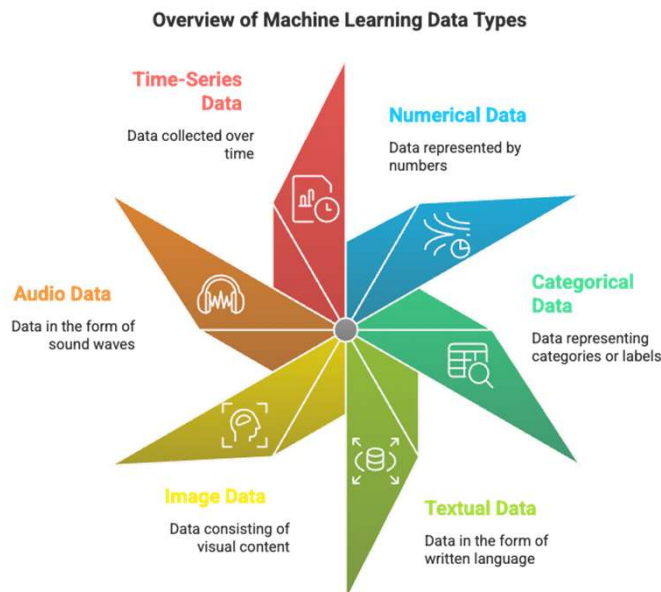 Overview of Machine Learning Data Types
Time-Series
Data
Data collected over
time
Numerical Data
Data represented by
numbers
Categorical
Data
Data representing
categories or labels
Textual Data
Data in the form of
written language
Image Data
Data consisting of
visual content
Audio Data
Data in the form of
sound waves